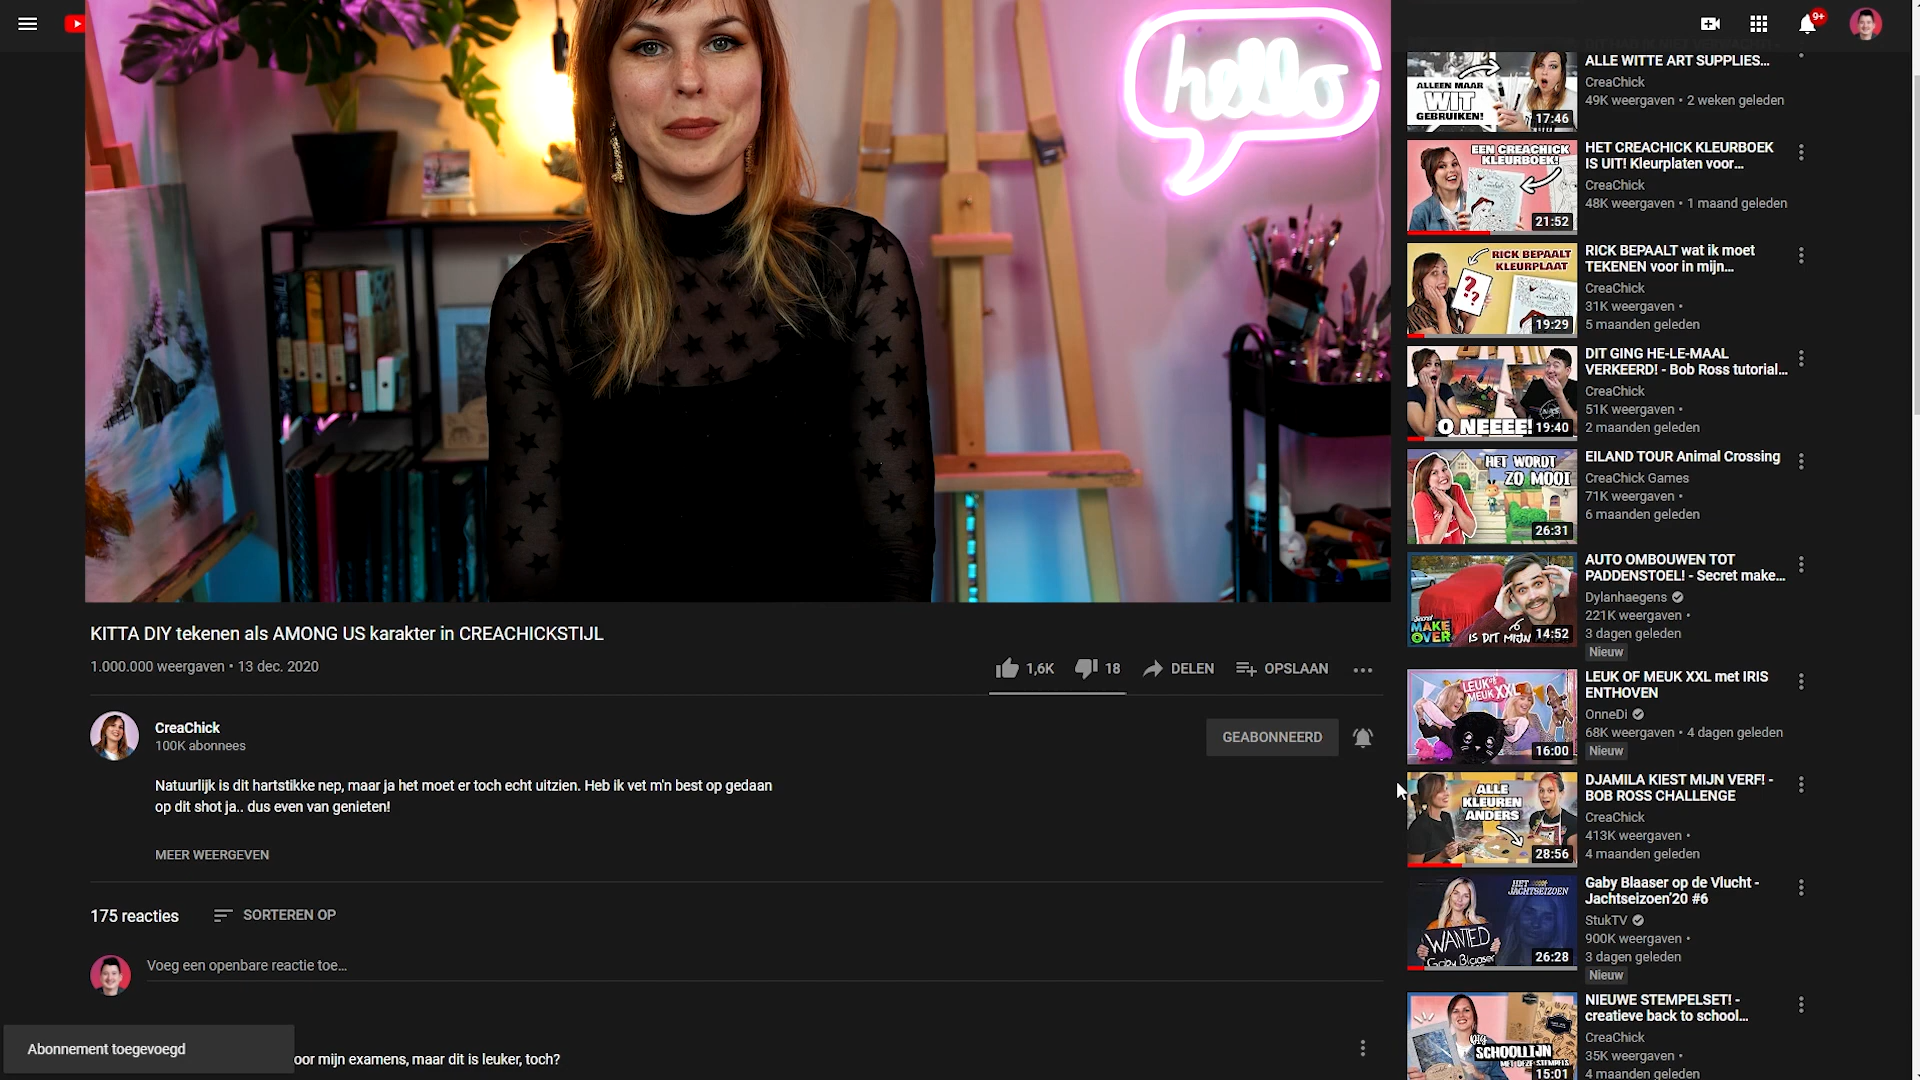 hello
KITTA DIY tekenen als AMONG US karakter in CREACHICKSTIJL
1.000.000 weergaven • 13 dec. 2020
1,6K
18
DELEN
OPSLAAN
CreaChick
100K abonnees
GEABONNEERD
Natuurlijk is dit hartstikke nep, maar ja het moet er toch echt uitzien. Heb ik vet m'n best op gedaan
op dit shot ja.. dus even van genieten!
MEER WEERGEVEN
175 reacties
SORTEREN OP
Voeg een openbare reactie toe...
Abonnement toegevoegd
oor mijn examens, maar dit is leuker, toch?
9+
ALLEEN MAAR
WIT
GEBRUIKEN!
17:46
ALLE WITTE ART SUPPLIES...
CreaChick
49K weergaven • 2 weken geleden
EEN CREACHICK
KLEURBOEK!
21:52
HET CREACHICK KLEURBOEK
IS UIT! Kleurplaten voor...
CreaChick
48K weergaven • 1 maand geleden
RICK BEPAALT
KLEURPLAAT
? ?
19:29
RICK BEPAALT wat ik moet
TEKENEN voor in mijn...
CreaChick
31K weergaven •
5 maanden geleden
O NEEEE!
19:40
DIT GING HE-LE-MAAL
VERKEERD! - Bob Ross tutorial...
CreaChick
51K weergaven •
2 maanden geleden
HET WORDT
ZO MOOI
26:31
EILAND TOUR Animal Crossing
CreaChick Games
71K weergaven •
6 maanden geleden
Secret
MAKE
OVER
IS DIT MIJN
14:52
AUTO OMBOUWEN TOT
PADDENSTOEL! - Secret make...
Dylanhaegens
221K weergaven •
3 dagen geleden
Nieuw
LEUK OF
MEUK XXL
16:00
LEUK OF MEUK XXL met IRIS
ENTHOVEN
OnneDi
68K weergaven • 4 dagen geleden
Nieuw
ALLE
KLEUREN
ANDERS
28:56
DJAMILA KIEST MIJN VERF! -
BOB ROSS CHALLENGE
CreaChick
413K weergaven •
4 maanden geleden
HET
JACHTSEIZOEN
WANTED
Gaby Blaaser
26:28
Gaby Blaaser op de Vlucht -
Jachtseizoen'20 #6
StukTV
900K weergaven •
3 dagen geleden
Nieuw
DIY
SCHOOLLIJN
MET DEZE STEMPELS
15:01
NIEUWE STEMPELSET! -
creatieve back to school...
CreaChick
35K weergaven •
4 maanden geleden